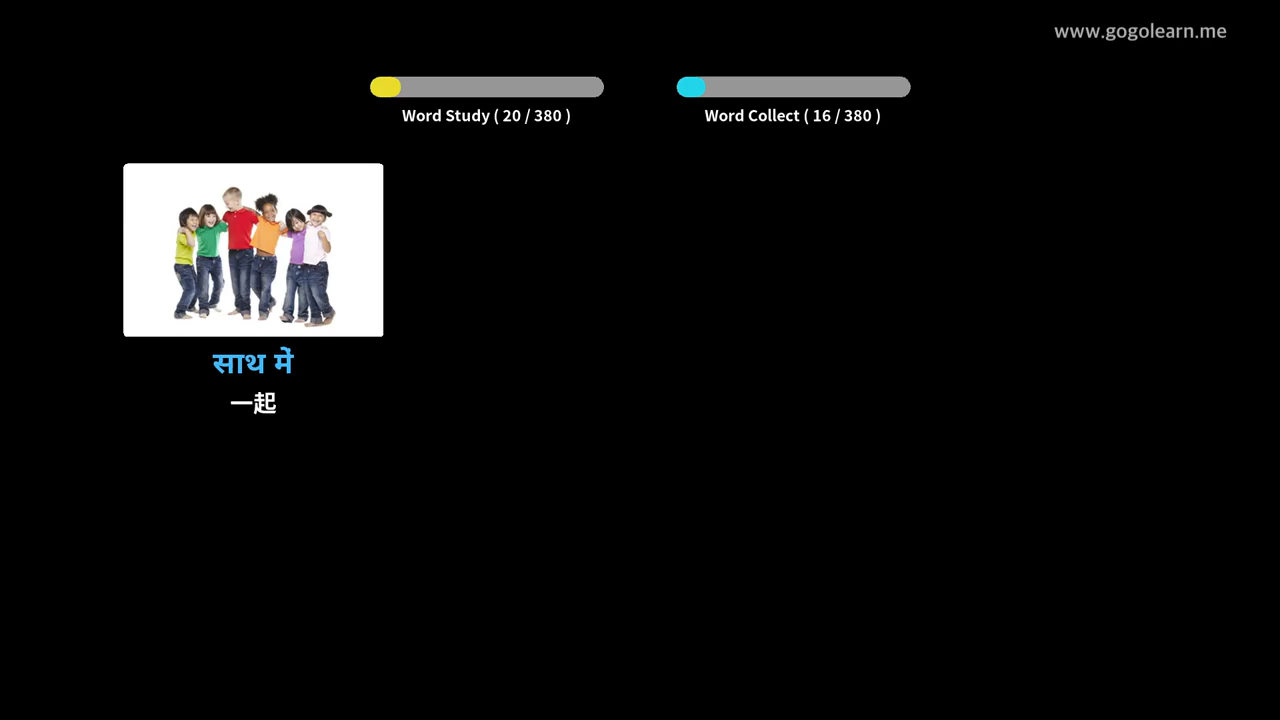 www.gogolearn.me
Word Study ( 20 / 380 )
Word Collect ( 16 / 380 )
साथ में
一起